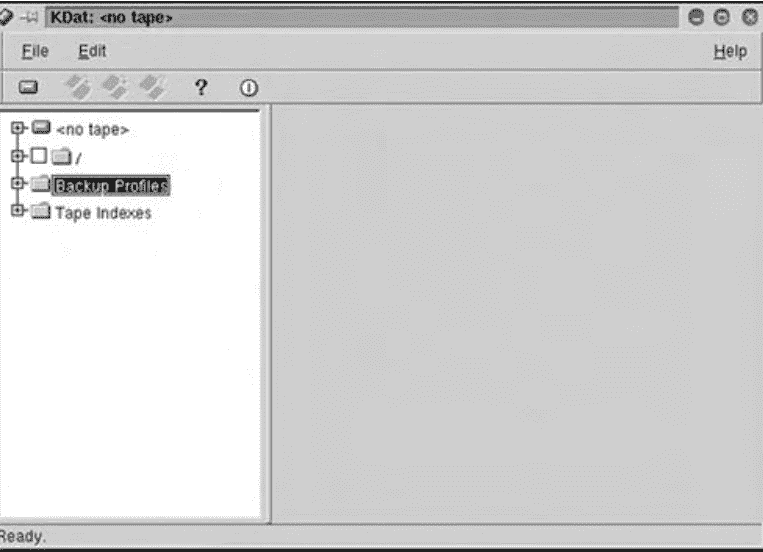 KDat: <no tape>
File Edit Help
?
<no tape>
/
Backup Profiles
Tape Indexes
Ready.